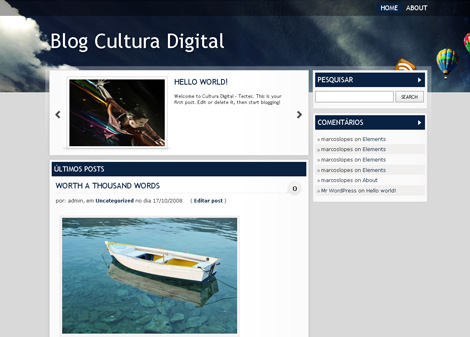 HOME ABOUT
Blog Cultura Digital
HELLO WORLD!
Welcome to Cultura Digital - Testes. This is your
first post. Edit or delete it, then start blogging!
PESQUISAR
SEARCH
COMENTÁRIOS
» marcoslopes on Elements
» marcoslopes on Elements
» marcoslopes on Elements
» marcoslopes on Elements
» marcoslopes on About
» Mr WordPress on Hello world!
ÚLTIMOS POSTS
WORTH A THOUSAND WORDS
0
por: admin, em Uncategorized no dia 17/10/2008 ( Editar post )